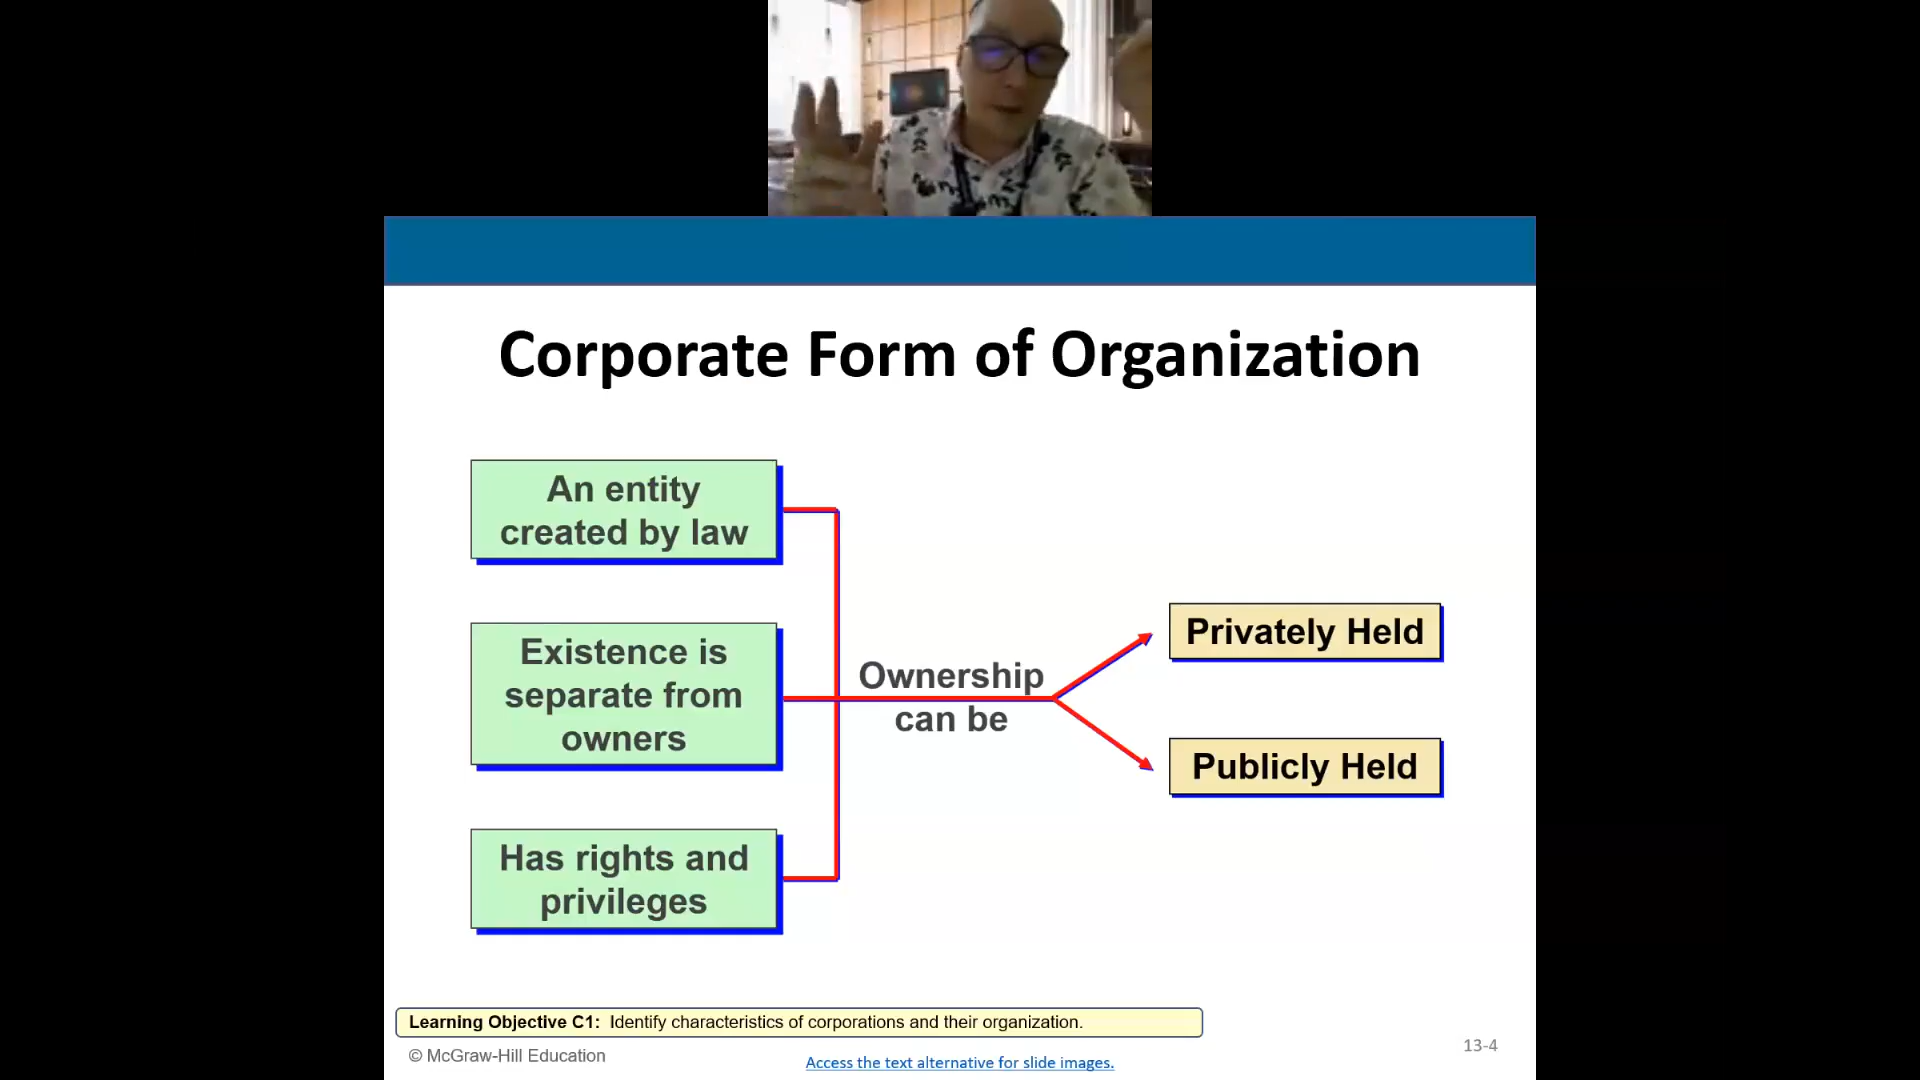 Corporate Form of Organization
An entity
created by law
Existence is
separate from
owners
Has rights and
privileges
Ownership
can be
Privately Held
Publicly Held
Learning Objective C1: Identify characteristics of corporations and their organization.
© McGraw-Hill Education
Access the text alternative for slide images.
13-4